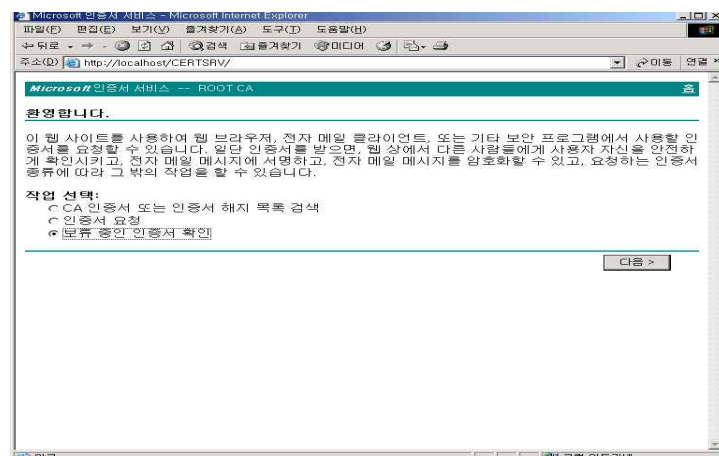 Microsoft 인증서 서비스 - Microsoft Internet Explorer
파일(F) 편집(E) 보기(V) 즐겨찾기(A) 도구(T) 도움말(H)
뒤로 검색 즐겨찾기 미디어
주소(D) http://localhost/CERTSRV/ 이동 연결 »
Microsoft 인증서 서비스 -- ROOT CA 홈
환영합니다.
이 웹 사이트를 사용하여 웹 브라우저, 전자 메일 클라이언트, 또는 기타 보안 프로그램에서 사용할 인
증서를 요청할 수 있습니다. 일단 인증서를 받으면, 웹 상에서 다른 사람들에게 사용자 자신을 안전하
게 확인시키고, 전자 메일 메시지에 서명하고, 전자 메일 메시지를 암호화할 수 있고, 요청하는 인증서
종류에 따라 그 밖의 작업을 할 수 있습니다.
작업 선택:
CA 인증서 또는 인증서 해지 목록 검색
인증서 요청
보류 중인 인증서 확인
다음 >